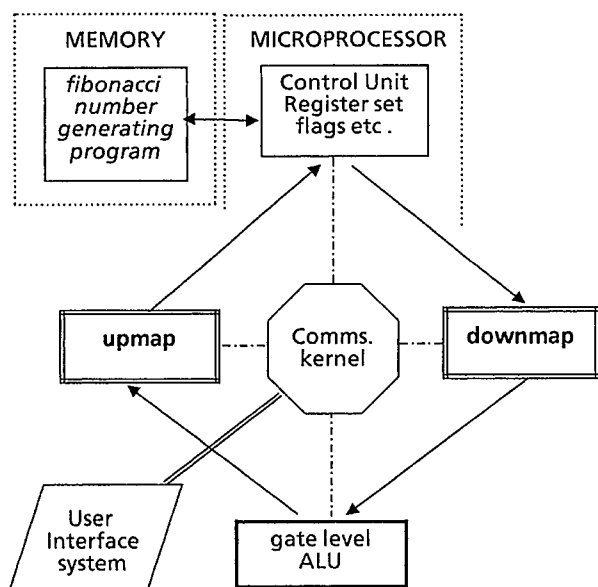 MEMORY
MICROPROCESSOR
fibonacci
number
generating
program
Control Unit
Register set
flags etc .
upmap
Comms.
kernel
downmap
User
Interface
system
gate level
ALU